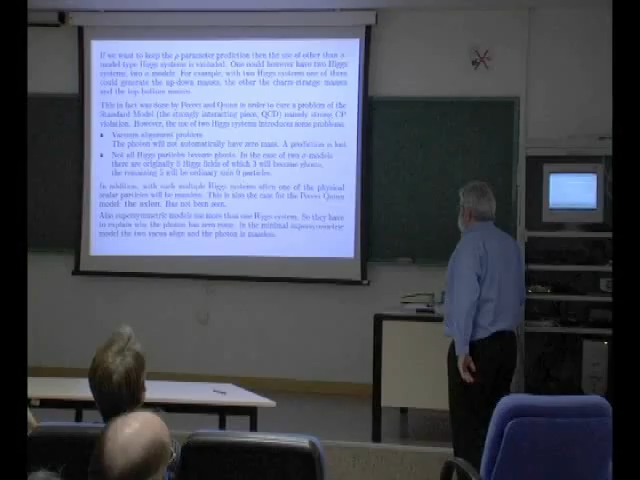 If we want to keep the ρ-parameter prediction then the use of other than σ-
model type Higgs systems is excluded. One could however have two Higgs
systems, two σ models. For example, with two Higgs systems one of them
could generate the up-down masses, the other the charm-strange masses
and the top-bottom masses.
This in fact was done by Peccei and Quinn in order to cure a problem of the
Standard Model (the strongly interacting piece, QCD) namely strong CP
violation. However, the use of two Higgs systems introduces some problems.
Vacuum alignment problem
The photon will not automatically have zero mass. A prediction is lost
Not all Higgs particles become ghosts. In the case of two σ models
there are originally 8 Higgs fields of which 3 will become ghosts,
the remaining 5 will be ordinary spin 0 particles.
In addition, with such multiple Higgs systems often one of the physical
scalar particles will be massless. This is also the case for the Peccei Quinn
model: the axion. Has not been seen.
Also supersymmetric models use more than one Higgs system. So they have
to explain why the photon has zero mass. In the minimal supersymmetric
model the two vacua align and the photon is massless.